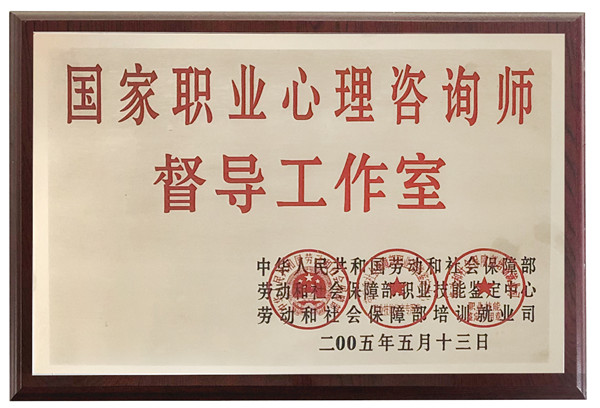 国家职业心理咨询师
督导工作室
中华人民共和国劳动和社会保障部
劳动和社会保障部职业技能鉴定中心
劳动和社会保障部培训就业司
二00五年五月十三日